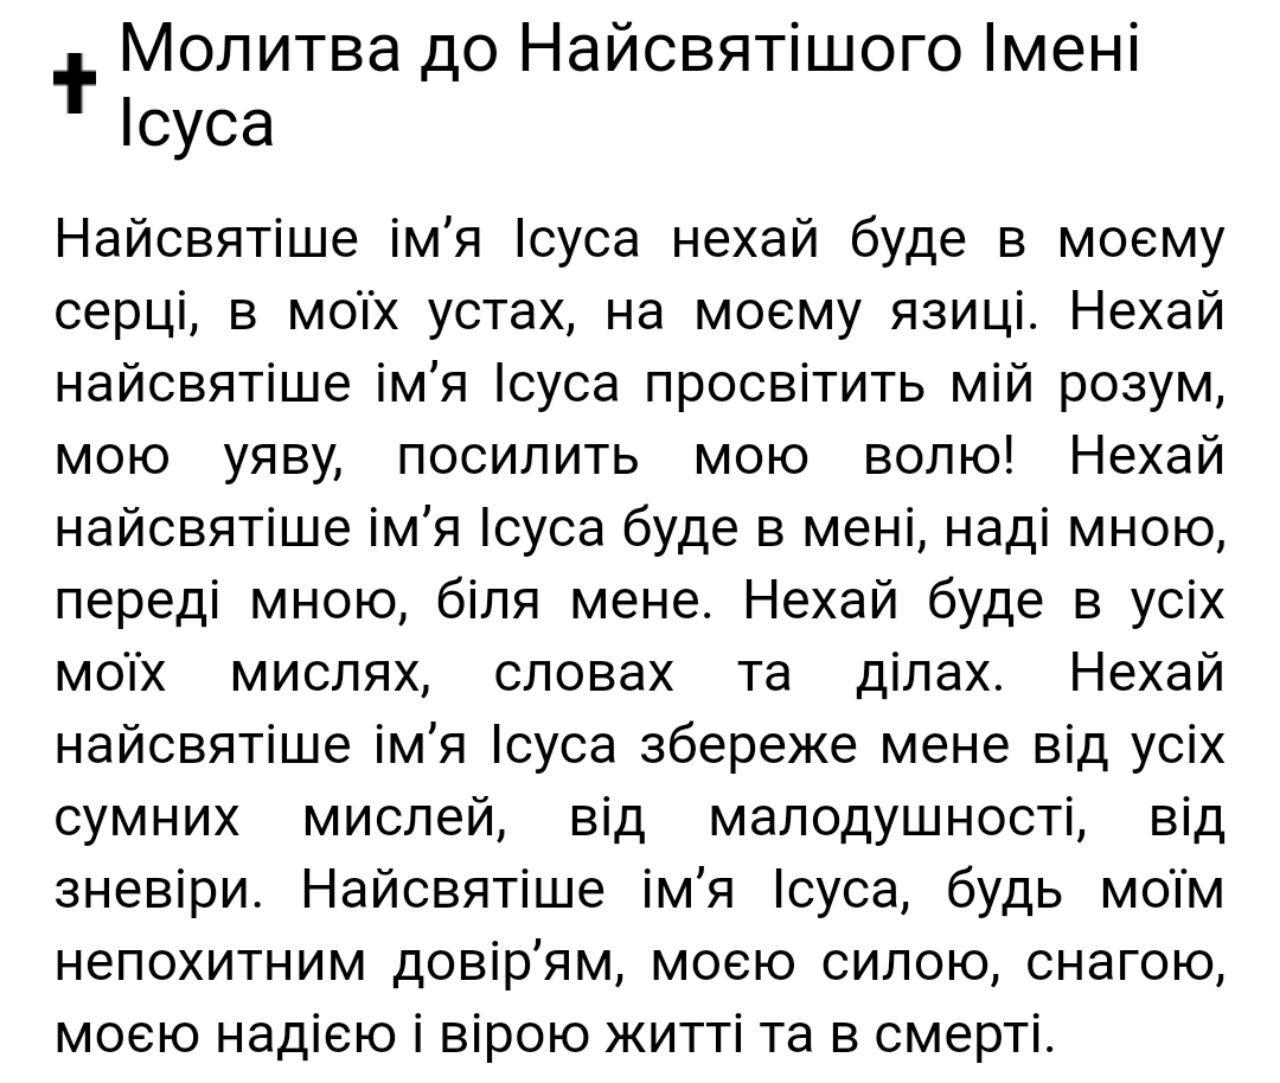 Молитва до Найсвятішого Імені
Ісуса
Найсвятіше ім’я Ісуса нехай буде в моєму
серці, в моїх устах, на моєму язиці. Нехай
найсвятіше ім’я Ісуса просвітить мій розум,
мою уяву, посилить мою волю! Нехай
найсвятіше ім’я Ісуса буде в мені, наді мною,
переді мною, біля мене. Нехай буде в усіх
моїх мислях, словах та ділах. Нехай
найсвятіше ім’я Ісуса збереже мене від усіх
сумних мислей, від малодушності, від
зневіри. Найсвятіше ім’я Ісуса, будь моїм
непохитним довір’ям, моєю силою, снагою,
моєю надією і вірою житті та в смерті.